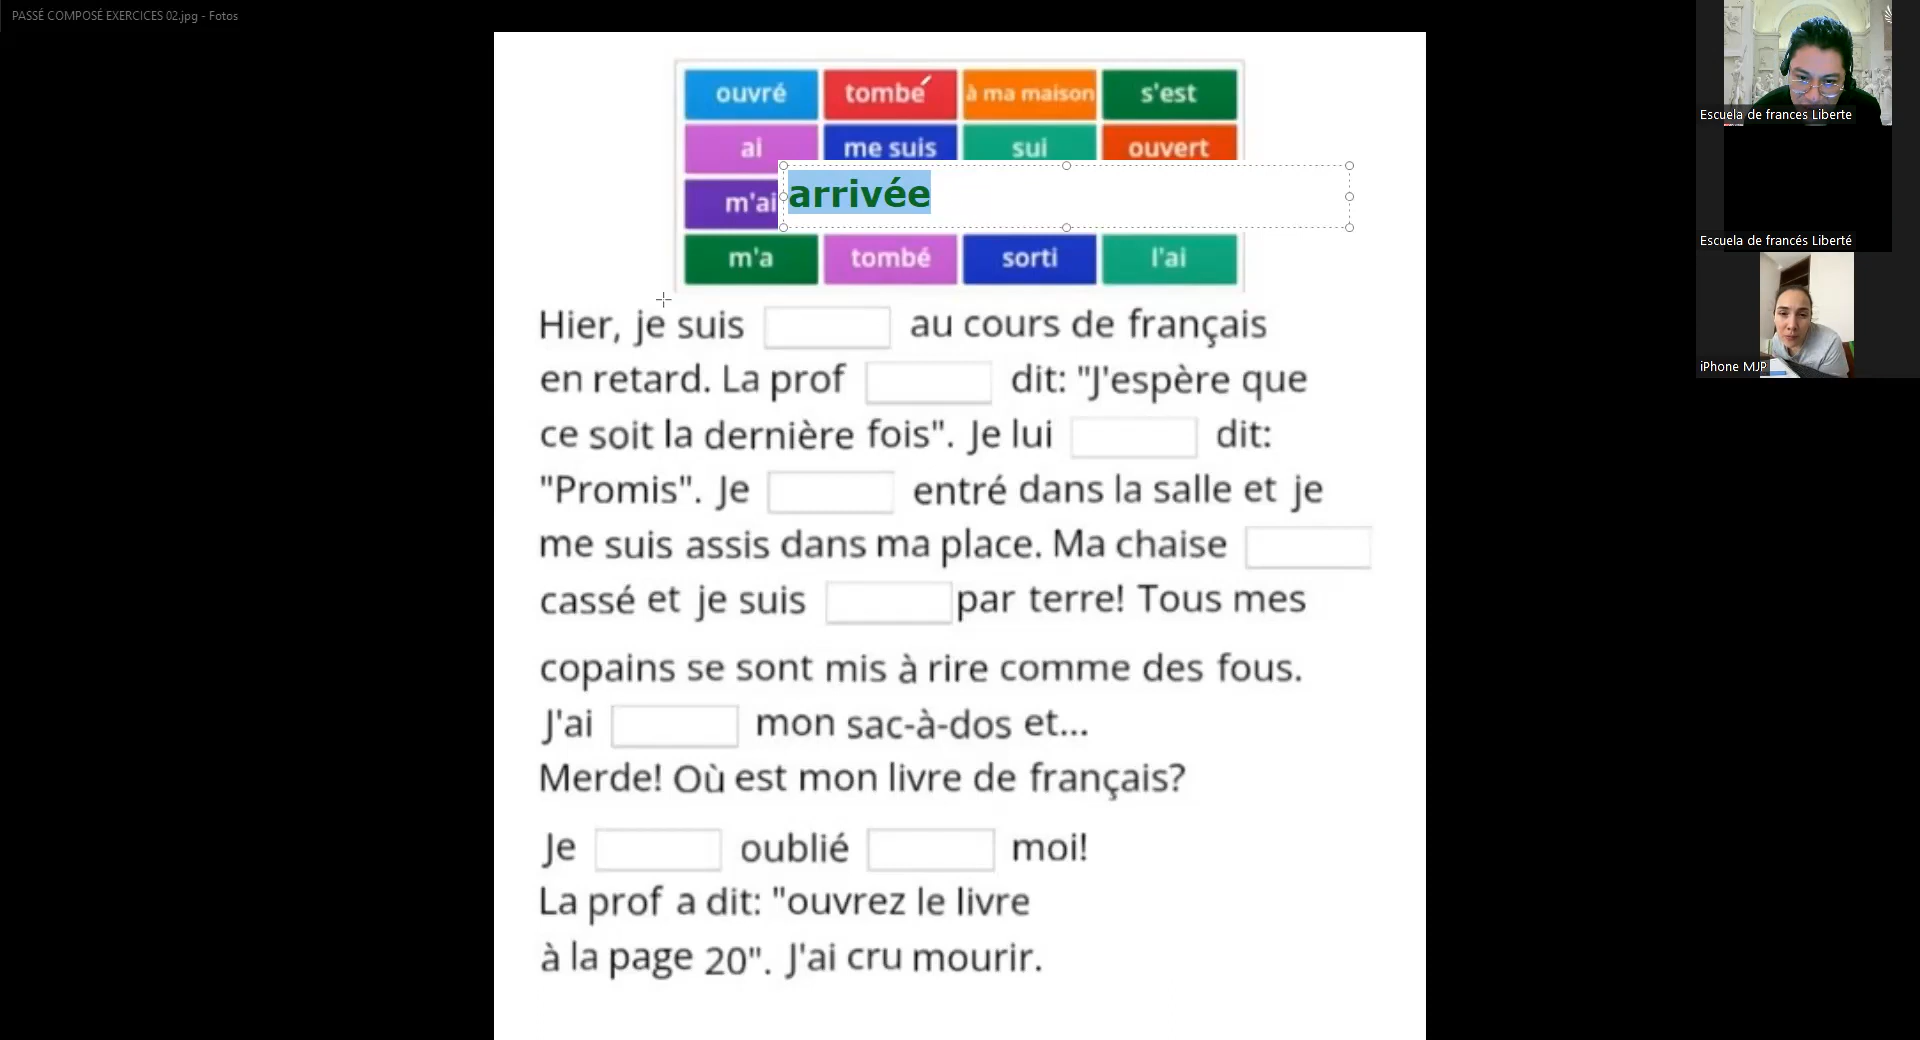 PASSÉ COMPOSÉ EXERCICES 02.jpg - Fotos
ouvré tombé à ma maison s'est
ai me suis sui ouvert
m'ai arrivée
m'a tombé sorti l'ai
Hier, je suis au cours de français
en retard. La prof dit: "J'espère que
ce soit la dernière fois". Je lui dit:
"Promis". Je entré dans la salle et je
me suis assis dans ma place. Ma chaise
cassé et je suis par terre! Tous mes
copains se sont mis à rire comme des fous.
J'ai mon sac-à-dos et...
Merde! Où est mon livre de français?
Je oublié moi!
La prof a dit: "ouvrez le livre
à la page 20". J'ai cru mourir.
Escuela de frances Liberte
Escuela de francés Liberté
iPhone MJP